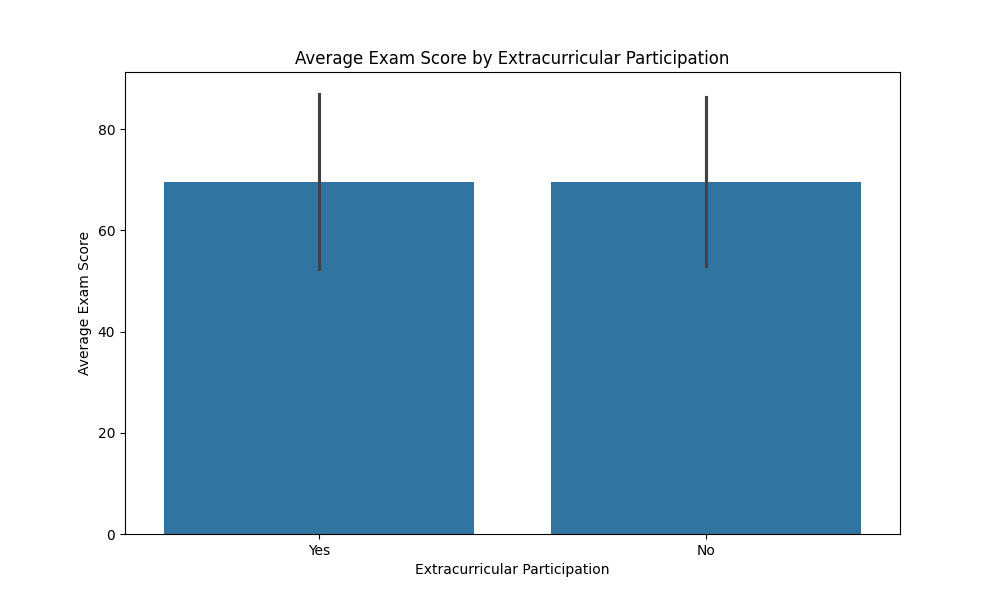 Average Exam Score by Extracurricular Participation
Average Exam Score
80
60
40
20
0
Yes No
Extracurricular Participation